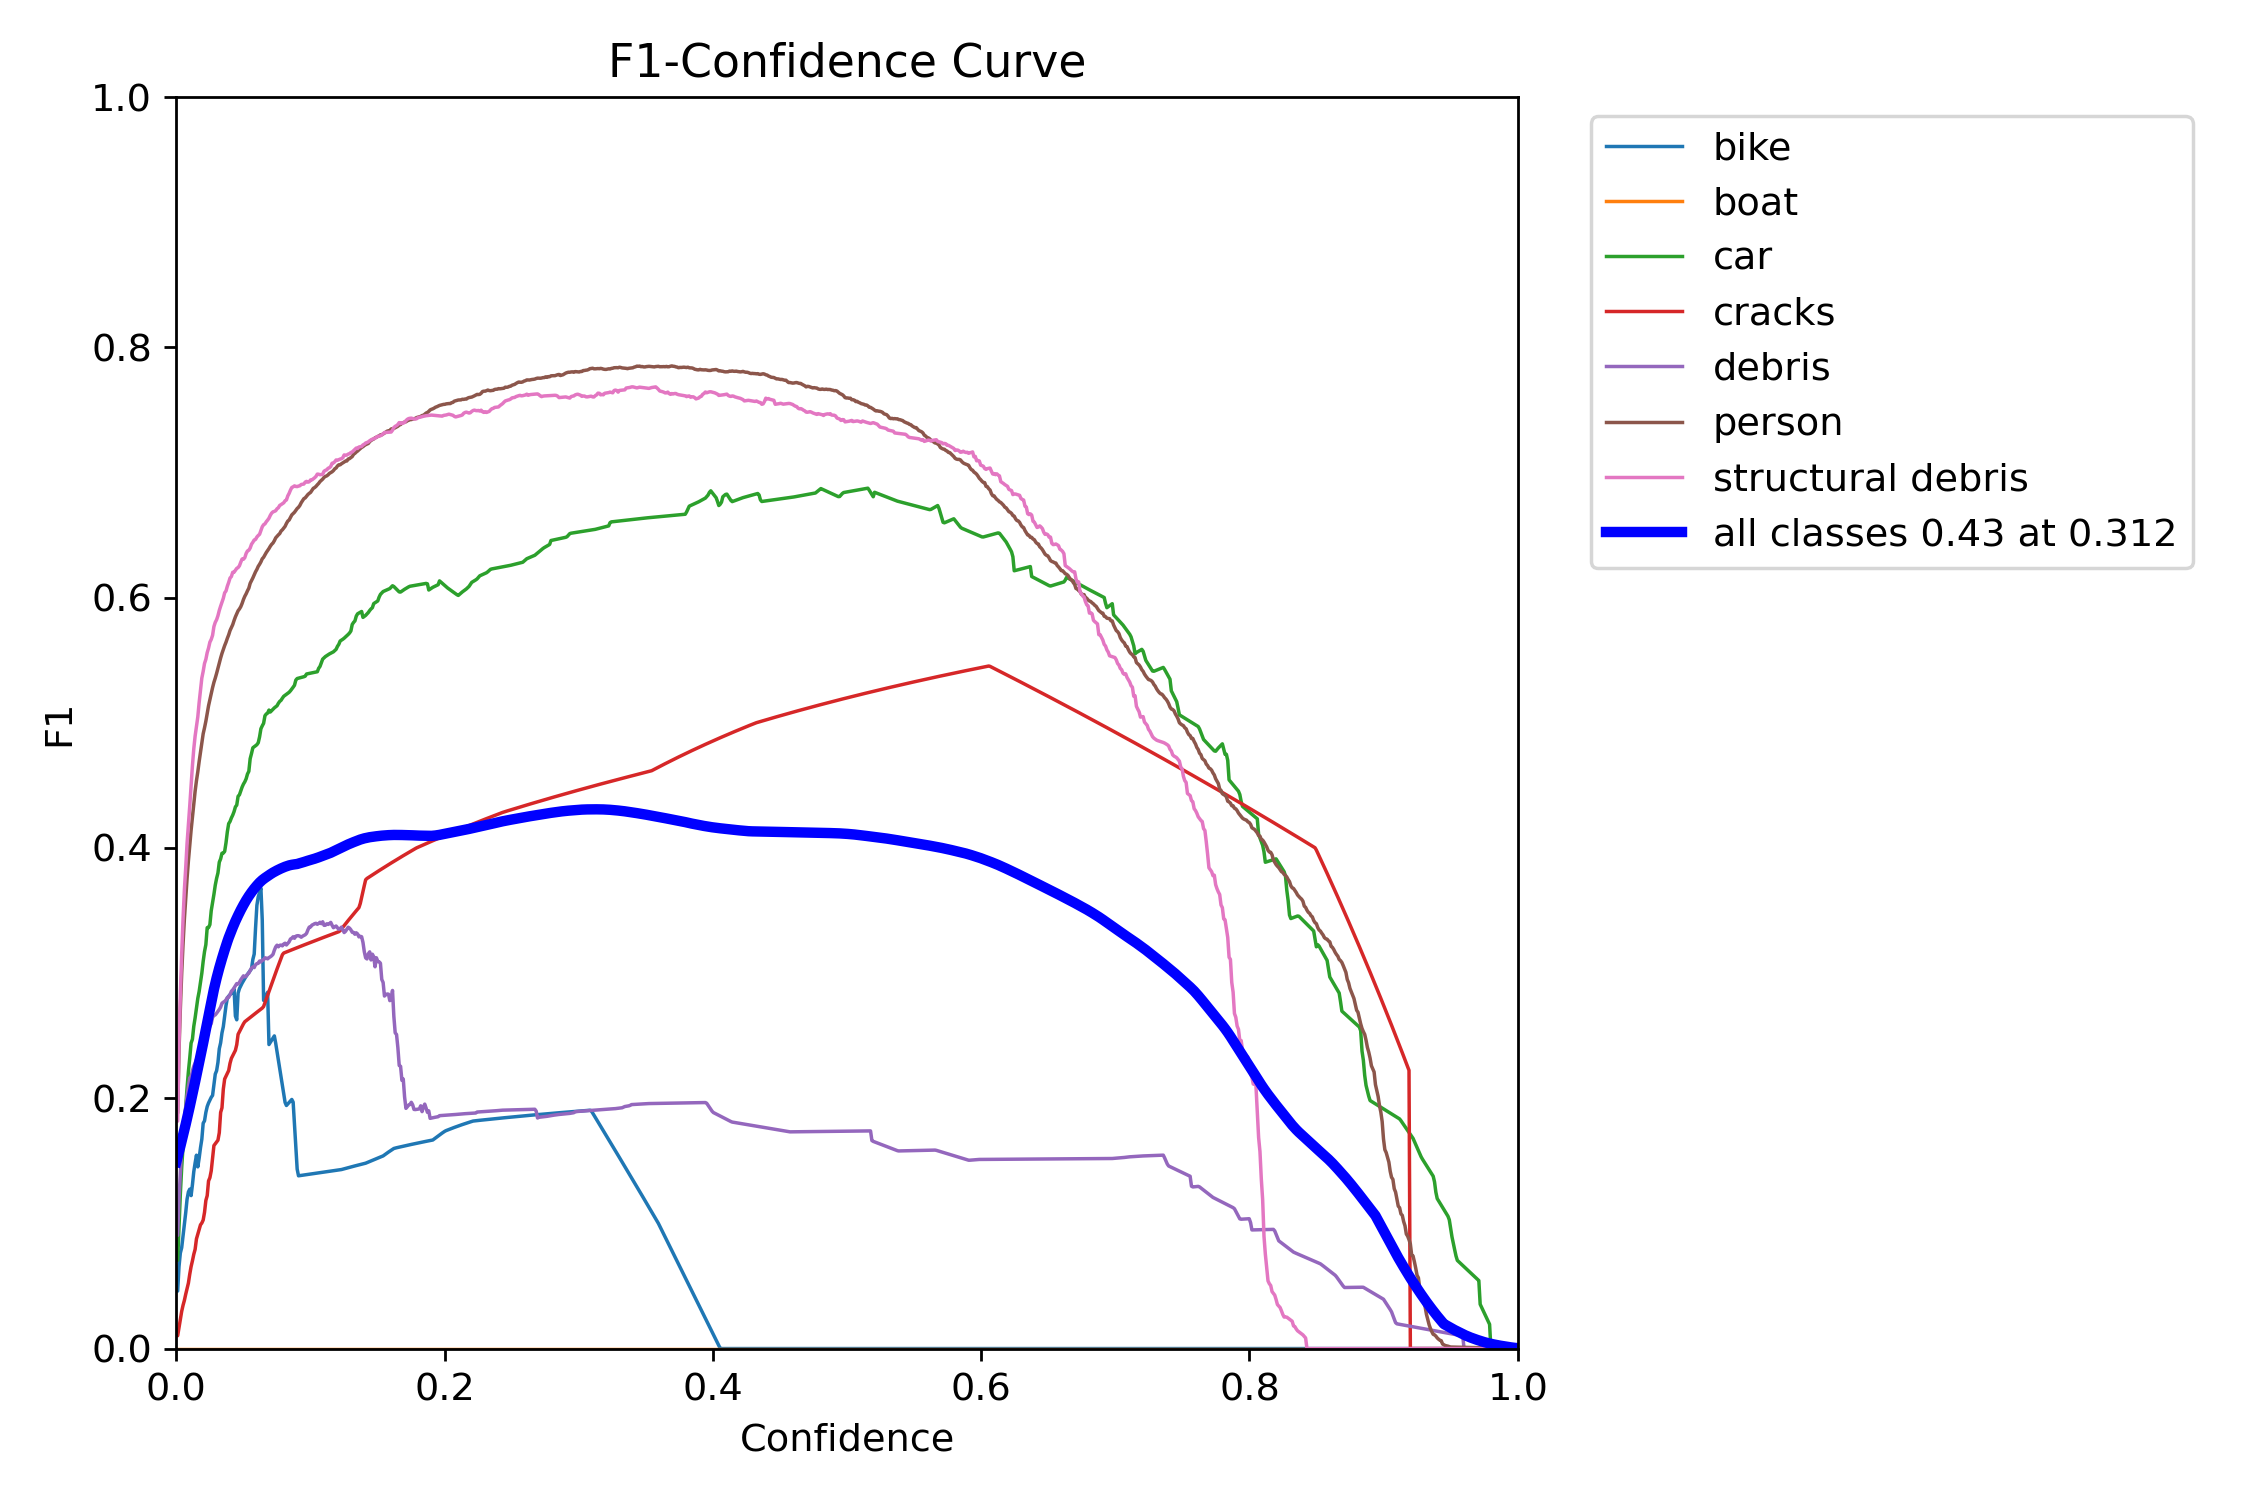 F1-Confidence Curve
1.0
0.8
0.6
0.4
0.2
0.0
F1
0.0 0.2 0.4 0.6 0.8 1.0
Confidence
bike
boat
car
cracks
debris
person
structural debris
all classes 0.43 at 0.312